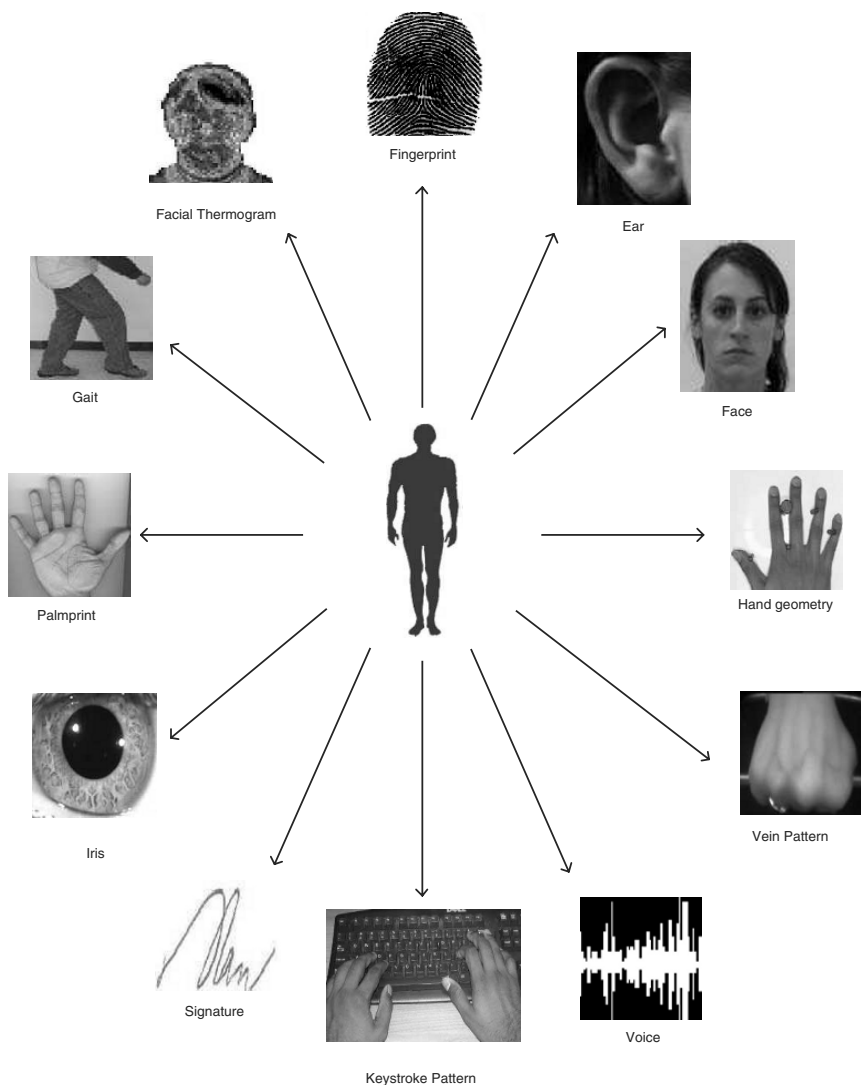 Fingerprint
Facial Thermogram
Ear
Gait
Face
Palmprint
Hand geometry
Iris
Vein Pattern
Signature
Voice
Keystroke Pattern